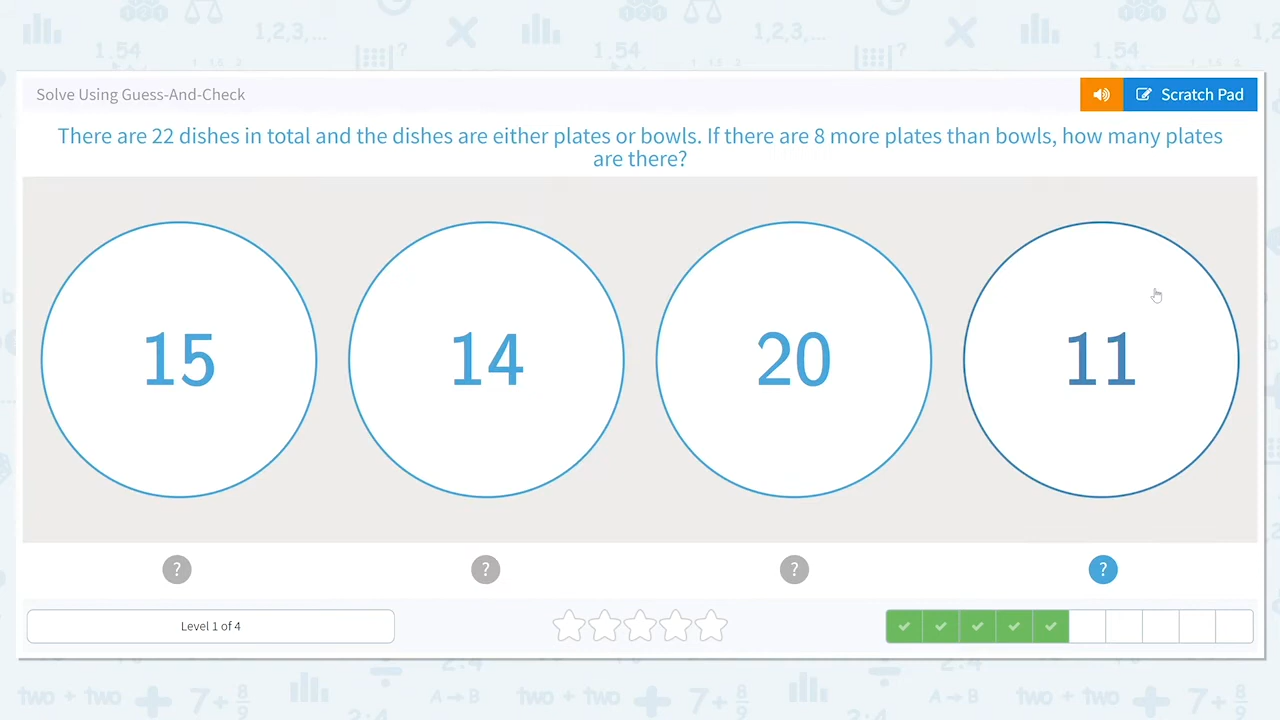 Solve Using Guess-And-Check
Scratch Pad
There are 22 dishes in total and the dishes are either plates or bowls. If there are 8 more plates than bowls, how many plates
are there?
15
14
20
11
? ? ? ?
Level 1 of 4